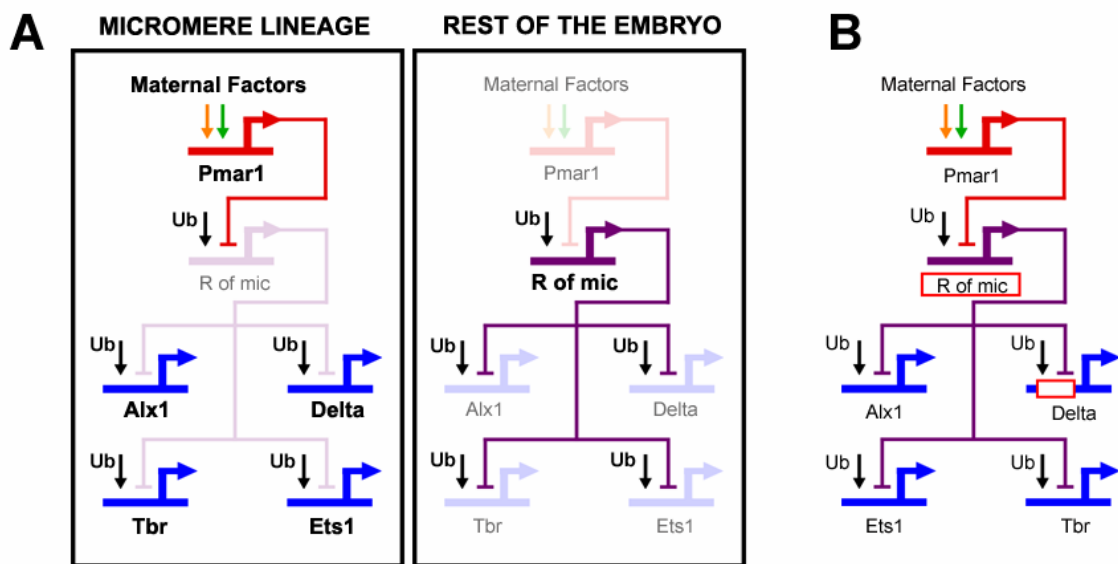 A
MICROMERE LINEAGE
Maternal Factors
Pmar1
Ub
R of mic
Ub
Ub
Alx1
Delta
Ub
Ub
Tbr
Ets1
REST OF THE EMBRYO
Maternal Factors
Pmar1
Ub
R of mic
Ub
Ub
Alx1
Delta
Ub
Ub
Tbr
Ets1
B
Maternal Factors
Pmar1
Ub
R of mic
Ub
Ub
Alx1
Delta
Ub
Ub
Ets1
Tbr